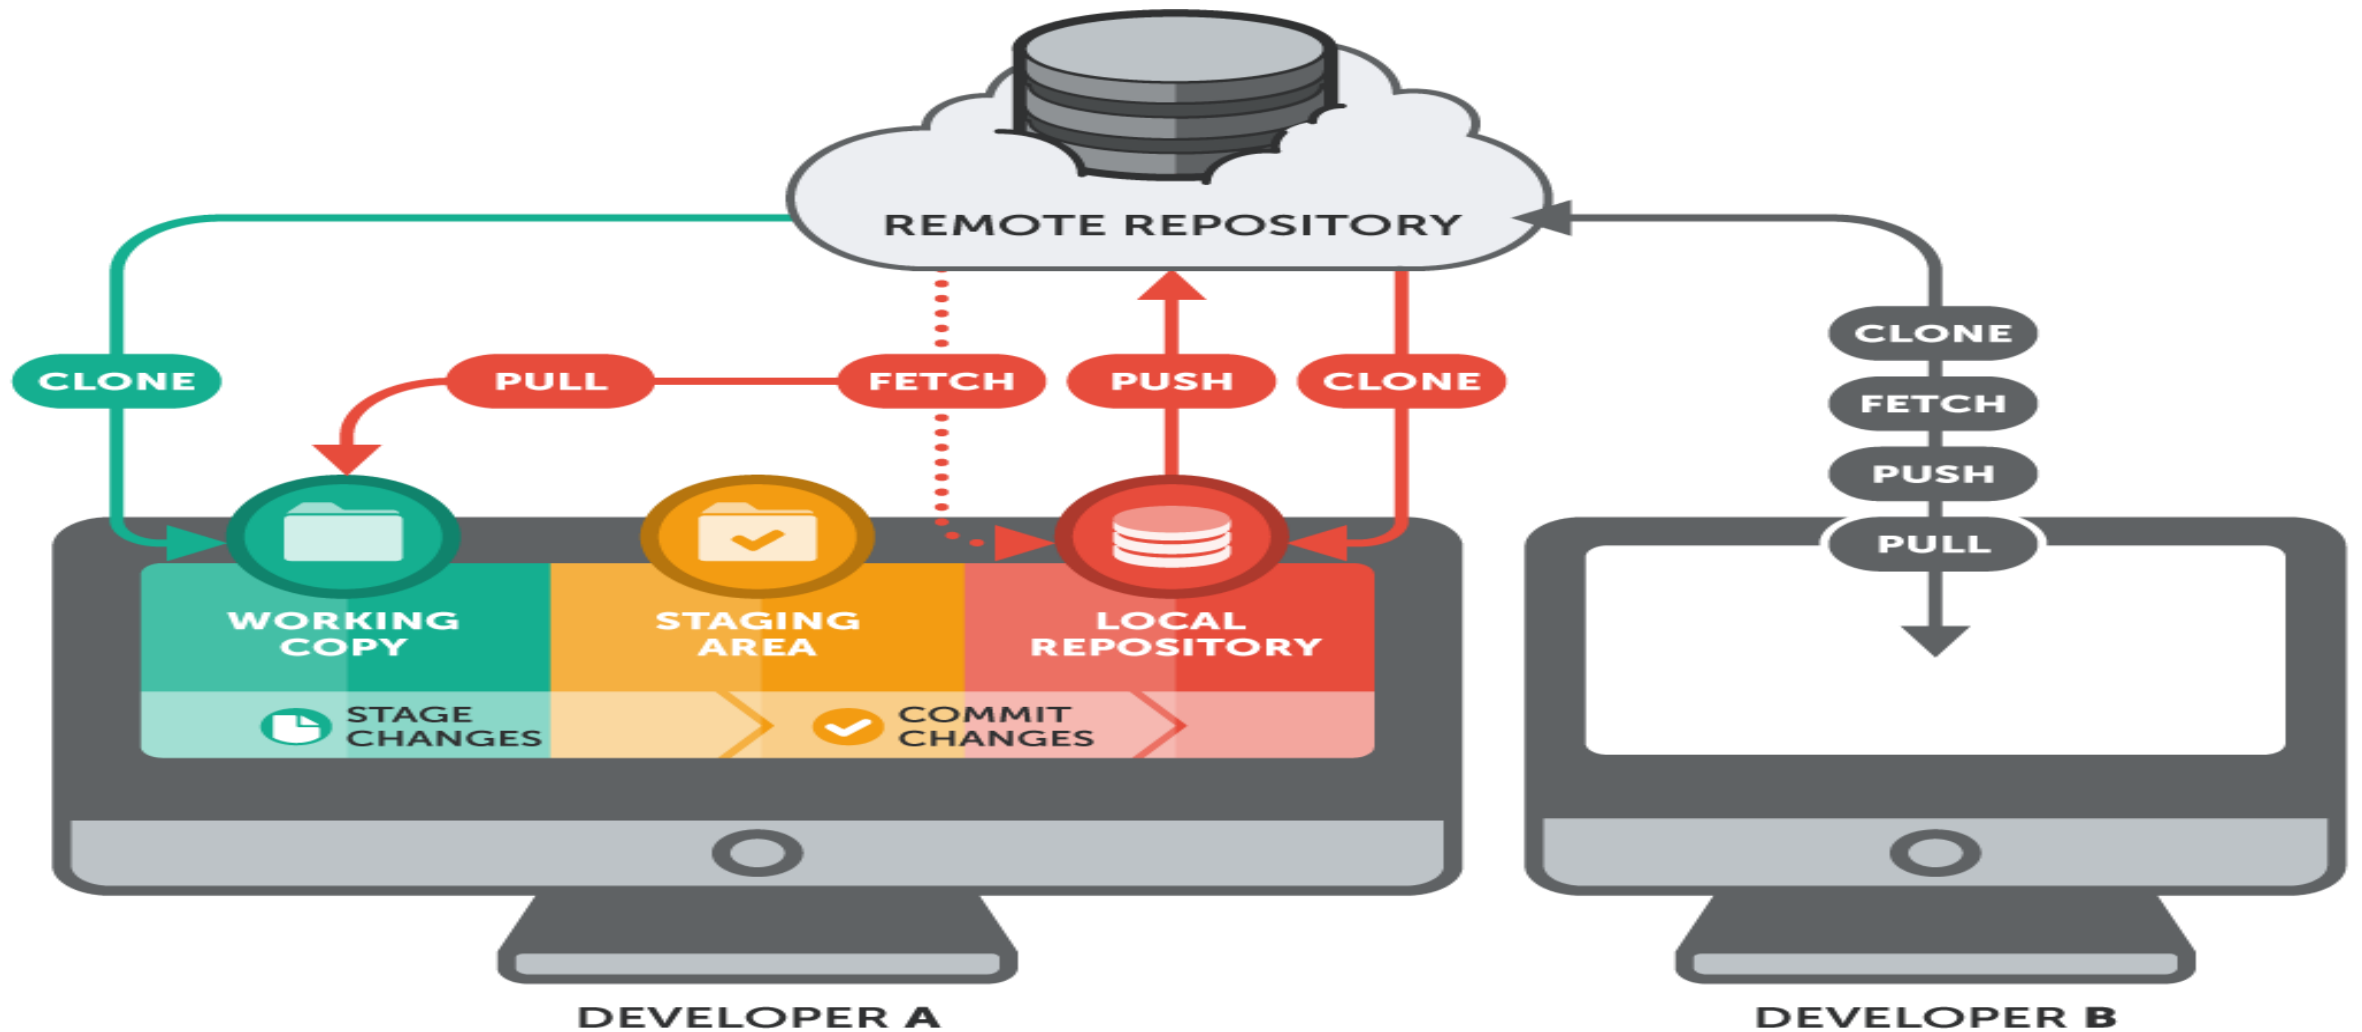 REMOTE REPOSITORY
CLONE
PULL
FETCH
PUSH
CLONE
CLONE
FETCH
PUSH
PULL
WORKING
COPY
STAGING
AREA
LOCAL
REPOSITORY
STAGE
CHANGES
COMMIT
CHANGES
DEVELOPER A
DEVELOPER B